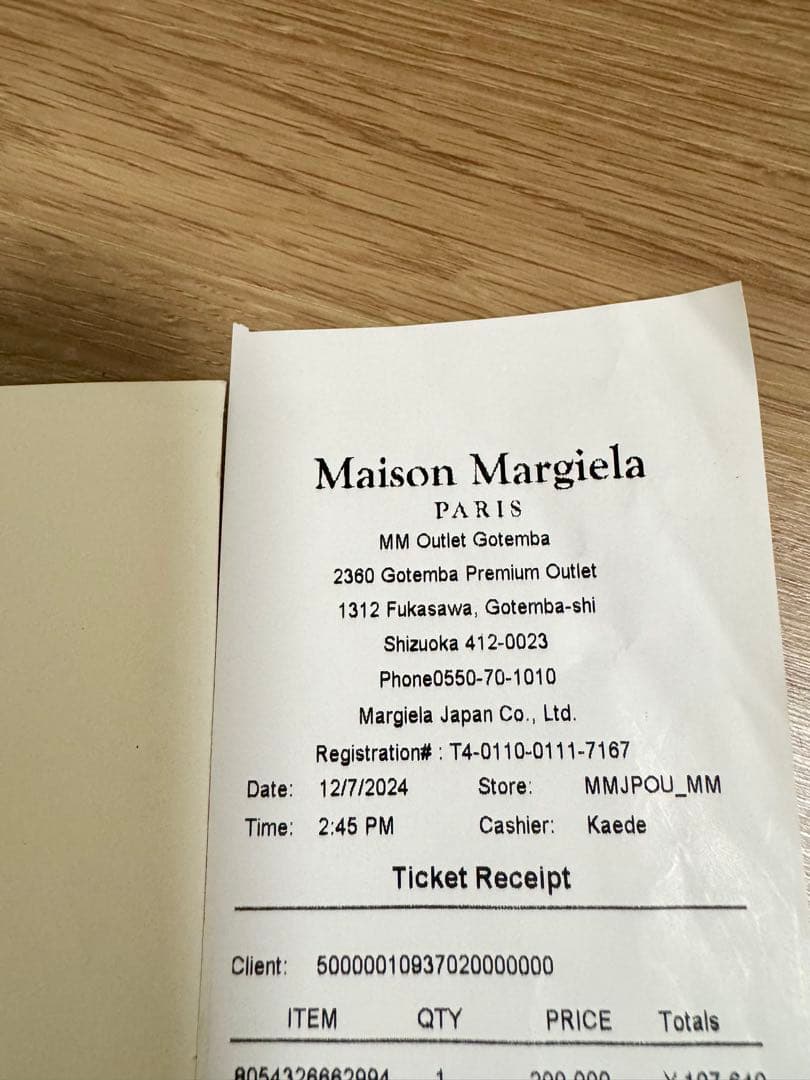 Maison Margiela
PARIS
MM Outlet Gotemba
2360 Gotemba Premium Outlet
1312 Fukasawa, Gotemba-shi
Shizuoka 412-0023
Phone0550-70-1010
Margiela Japan Co., Ltd.
Registration# : T4-0110-0111-7167
Date: 12/7/2024 Store: MMJPOU_MM
Time: 2:45 PM Cashier: Kaede
Ticket Receipt
Client: 50000010937020000000
ITEM QTY PRICE Totals
8054326662994 1